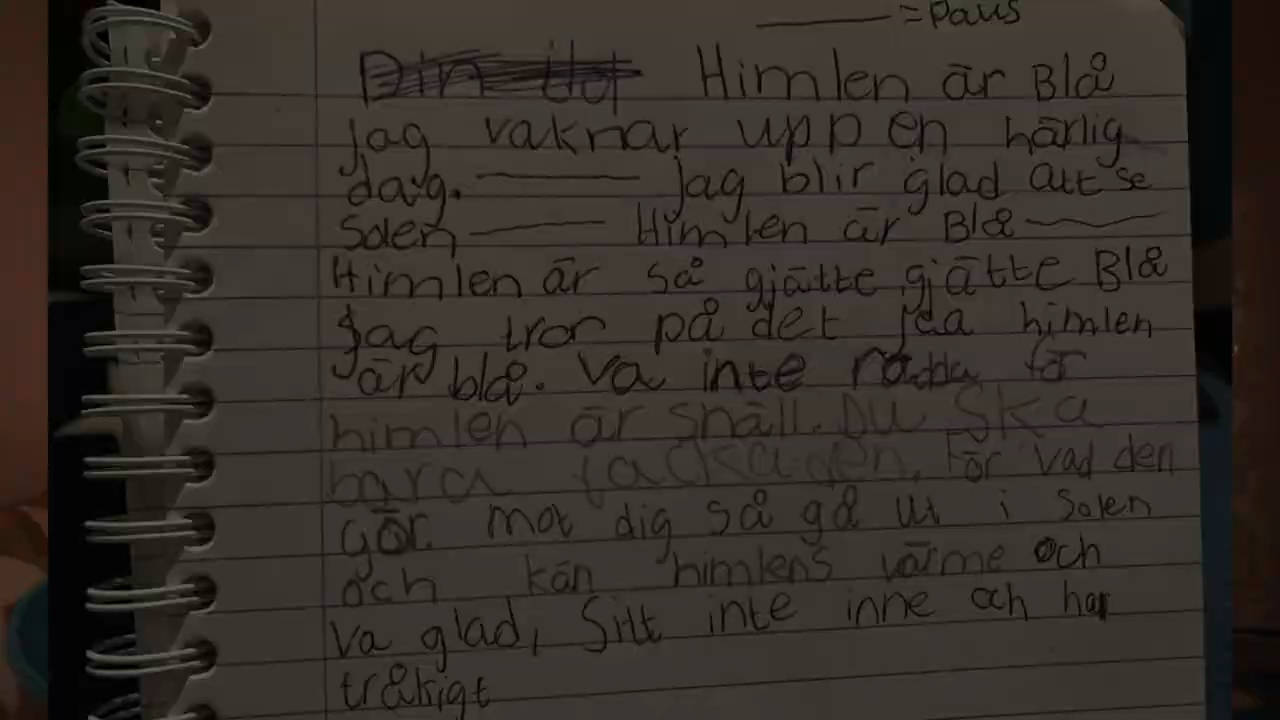 ——— = Paus
Himlen är Blå
Jag vaknar upp en härlig
dag. ——— Jag blir glad att se
Solen ——— Himlen är Blå ———
Himlen är så gjätte gjätte Blå
Jag tror på det jaa himlen
är blå. Va inte rädda för
himlen är snäll. Du Ska
bara tacka den. För vad den
gör mot dig så gå ut i Solen
och kän himlens värme och
va glad, Sitt inte inne och har
tråkigt